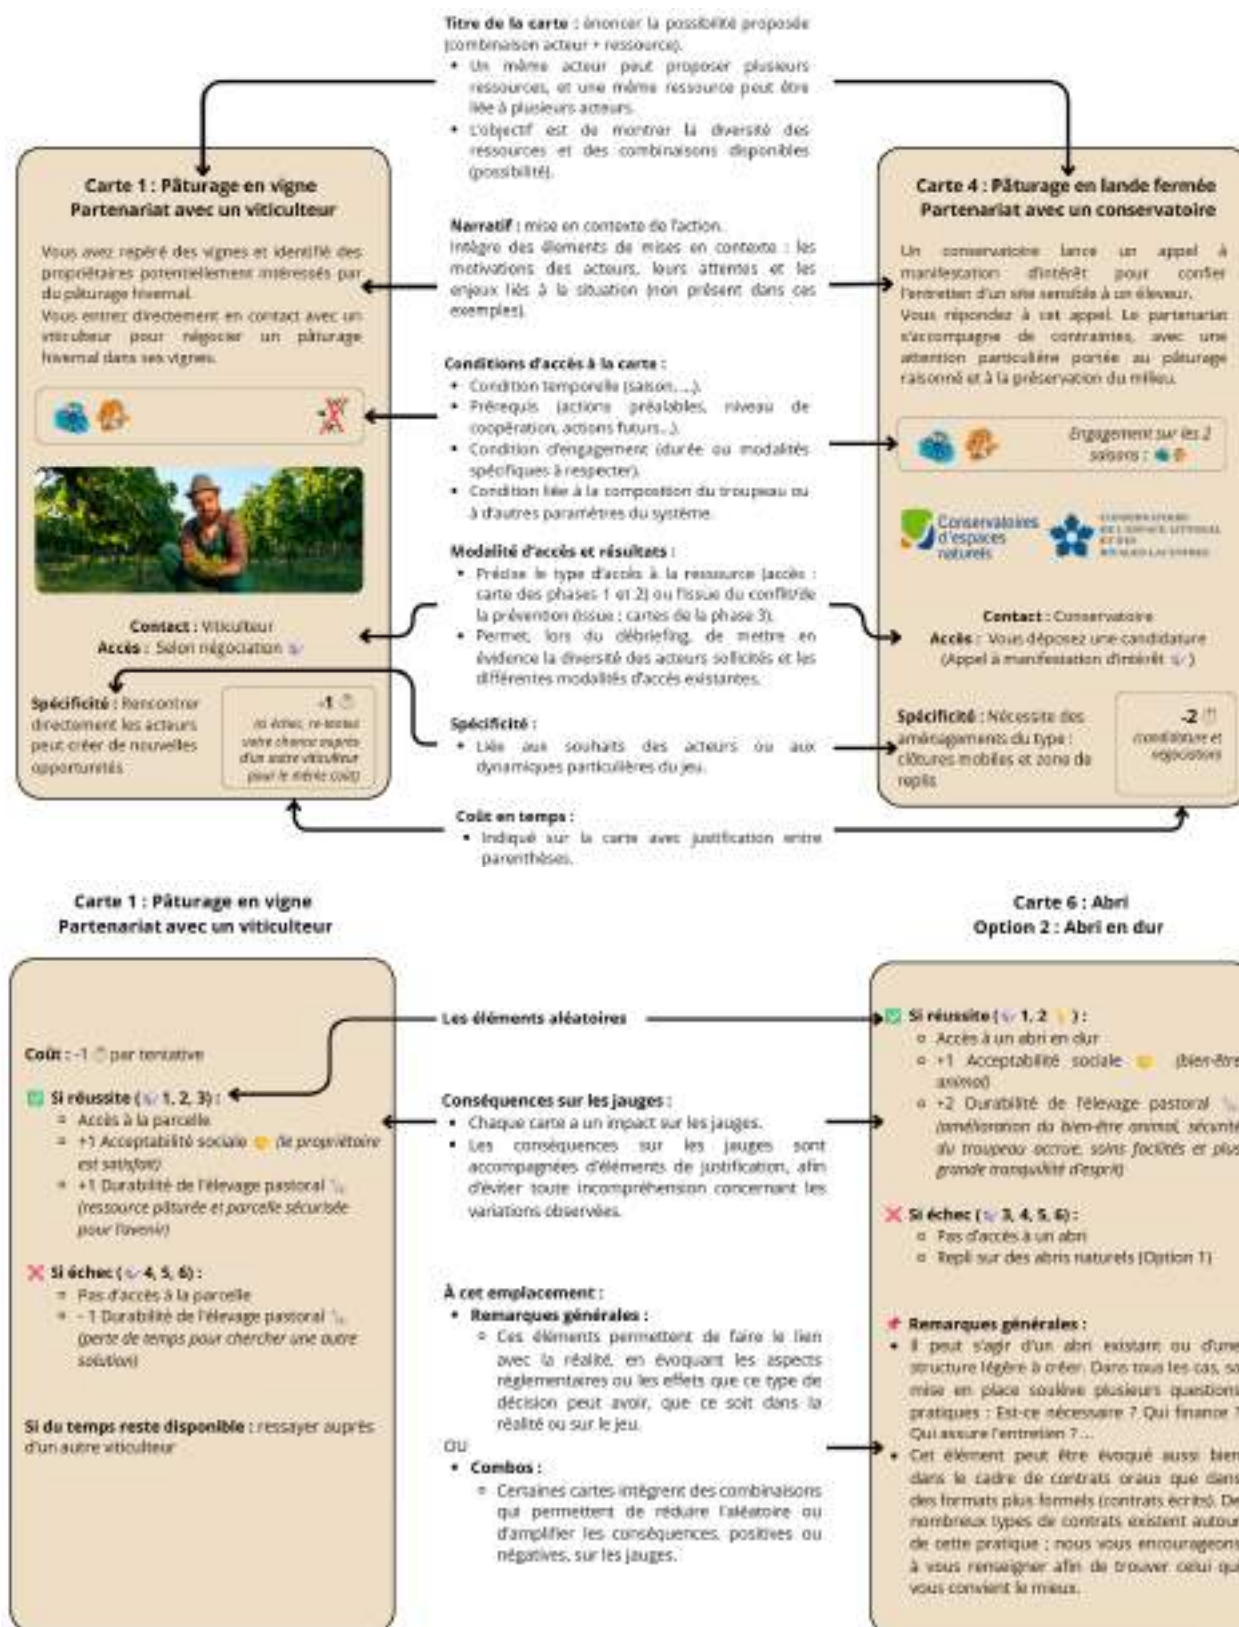 Titre de la carte : énoncer la possibilité proposée
(combinaison acteur + ressource).
• Un même acteur peut proposer plusieurs
ressources, et une même ressource peut être
liée à plusieurs acteurs.
• L'objectif est de montrer la diversité des
ressources et des combinaisons disponibles
(possibilité).
Carte 1 : Pâturage en vigne
Partenariat avec un viticulteur
Vous avez repéré des vignes et identifié des
propriétaires potentiellement intéressés par
du pâturage hivernal.
Vous entrez directement en contact avec un
viticulteur pour négocier un pâturage
hivernal dans ses vignes.
Contact : Viticulteur
Accès : Selon négociation
Spécificité : Rencontrer
directement les acteurs
peut créer de nouvelles
opportunités
-1
(si échec, re-tentez
votre chance auprès
d'un autre viticulteur
pour le même coût)
Narratif : mise en contexte de l'action.
Intègre des élements de mises en contexte : les
motivations des acteurs, leurs attentes et les
enjeux liés à la situation (non présent dans ces
exemples).
Conditions d'accès à la carte :
• Condition temporelle (saison, ...).
• Prérequis (actions préalables, niveau de
coopération, actions futurs...).
• Condition d'engagement (durée ou modalités
spécifiques à respecter).
• Condition liée à la composition du troupeau ou
à d'autres paramètres du système.
Modalité d'accès et résultats :
• Précise le type d'accès à la ressource (accès :
carte des phases 1 et 2) ou l'issue du conflit/de
la prévention (issue : cartes de la phase 3).
• Permet, lors du débriefing, de mettre en
évidence la diversité des acteurs sollicités et les
différentes modalités d'accès existantes.
Spécificité :
• Liée aux souhaits des acteurs ou aux
dynamiques particulières du jeu.
Coût en temps :
• Indiqué sur la carte avec justification entre
parenthèses.
Carte 4 : Pâturage en lande fermée
Partenariat avec un conservatoire
Un conservatoire lance un appel à
manifestation d'intérêt pour confier
l'entretien d'un site sensible à un éleveur.
Vous répondez à cet appel. Le partenariat
s'accompagne de contraintes, avec une
attention particulière portée au pâturage
raisonné et à la préservation du milieu.
Engagement sur les 2
saisons :
Conservatoires
d'espaces
naturels
CONSERVATOIRE
DE L'ESPACE LITTORAL
ET DES
RIVAGES LACUSTRES
Contact : Conservatoire
Accès : Vous déposez une candidature
(Appel à manifestation d'intérêt )
Spécificité : Nécessite des
aménagements du type :
clôtures mobiles et zone de
replis
-2
négociations
Carte 1 : Pâturage en vigne
Partenariat avec un viticulteur
Coût : -1 par tentative
Si réussite ( 1, 2, 3) :
Accès à la parcelle
+1 Acceptabilité sociale (le propriétaire
est satisfait)
+1 Durabilité de l'élevage pastoral
(ressource pâturée et parcelle sécurisée
pour l'avenir)
Si échec ( 4, 5, 6) :
Pas d'accès à la parcelle
- 1 Durabilité de l'élevage pastoral
(perte de temps pour chercher une autre
solution)
Si du temps reste disponible : ressayer auprès
d'un autre viticulteur
Les éléments aléatoires
Conséquences sur les jauges :
• Chaque carte a un impact sur les jauges.
• Les conséquences sur les jauges sont
accompagnées d'éléments de justification, afin
d'éviter toute incompréhension concernant les
variations observées.
À cet emplacement :
• Remarques générales :
Ces éléments permettent de faire le lien
avec la réalité, en évoquant les aspects
réglementaires ou les effets que ce type de
décision peut avoir, que ce soit dans la
réalité ou sur le jeu.
OU
• Combos :
Certaines cartes intègrent des combinaisons
qui permettent de réduire l'aléatoire ou
d'amplifier les conséquences, positives ou
négatives, sur les jauges.
Carte 6 : Abri
Option 2 : Abri en dur
Si réussite ( 1, 2 ) :
Accès à un abri en dur
+1 Acceptabilité sociale (bien-être
animal)
+2 Durabilité de l'élevage pastoral
(amélioration du bien-être animal, sécurité
du troupeau accrue, soins facilités et plus
grande tranquillité d'esprit)
Si échec ( 3, 4, 5, 6) :
Pas d'accès à un abri
Repli sur des abris naturels (Option 1)
Remarques générales :
• Il peut s'agir d'un abri existant ou d'une
structure légère à créer. Dans tous les cas, sa
mise en place soulève plusieurs questions
pratiques : Est-ce nécessaire ? Qui finance ?
Qui assure l'entretien ? ...
• Cet élément peut être évoqué aussi bien
dans le cadre de contrats oraux que dans
des formats plus formels (contrats écrits). De
nombreux types de contrats existent autour
de cette pratique ; nous vous encourageons
à vous renseigner afin de trouver celui qui
vous convient le mieux.